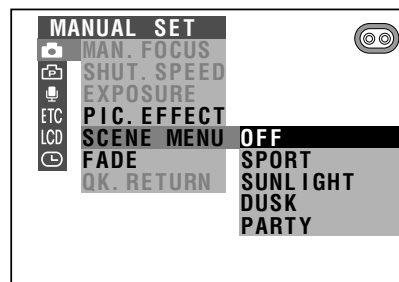 MANUAL SET
MAN. FOCUS
P SHUT. SPEED
EXPOSURE
ETC PIC. EFFECT
LCD SCENE MENU OFF
FADE SPORT
QK. RETURN SUNLIGHT
DUSK
PARTY